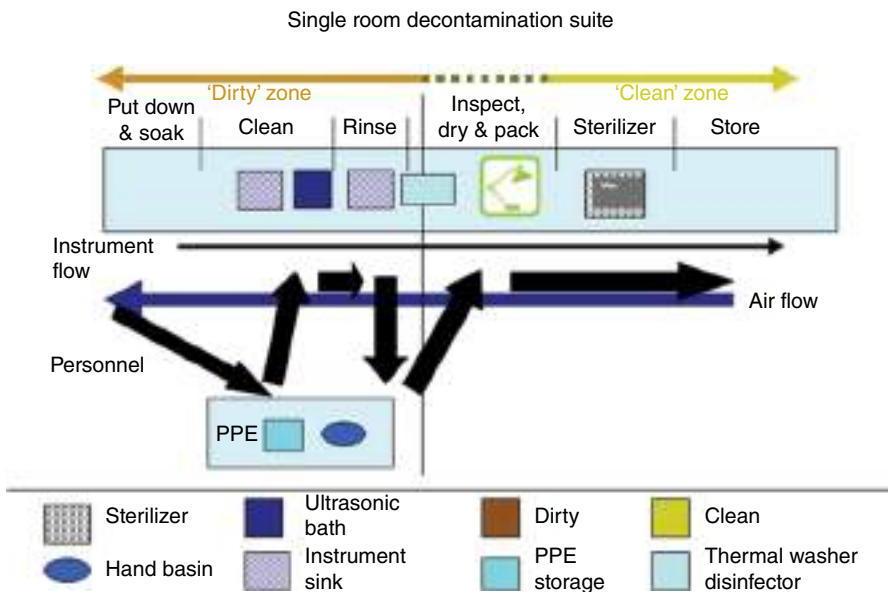 Single room decontamination suite
'Dirty' zone
'Clean' zone
Put down
& soak
Clean
Rinse
Inspect,
dry & pack
Sterilizer
Store
Instrument
flow
Air flow
Personnel
PPE
Sterilizer
Ultrasonic
bath
Dirty
Clean
Hand basin
Instrument
sink
PPE
storage
Thermal washer
disinfector